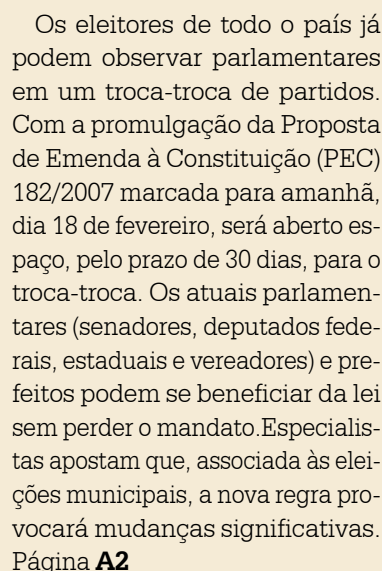 Os eleitores de todo o país já
podem observar parlamentares
em um troca-troca de partidos.
Com a promulgação da Proposta
de Emenda à Constituição (PEC)
182/2007 marcada para amanhã,
dia 18 de fevereiro, será aberto es-
paço, pelo prazo de 30 dias, para o
troca-troca. Os atuais parlamen-
tares (senadores, deputados fede-
rais, estaduais e vereadores) e pre-
feitos podem se beneficiar da lei
sem perder o mandato.Especialis-
tas apostam que, associada às elei-
ções municipais, a nova regra pro-
vocará mudanças significativas.
Página A2